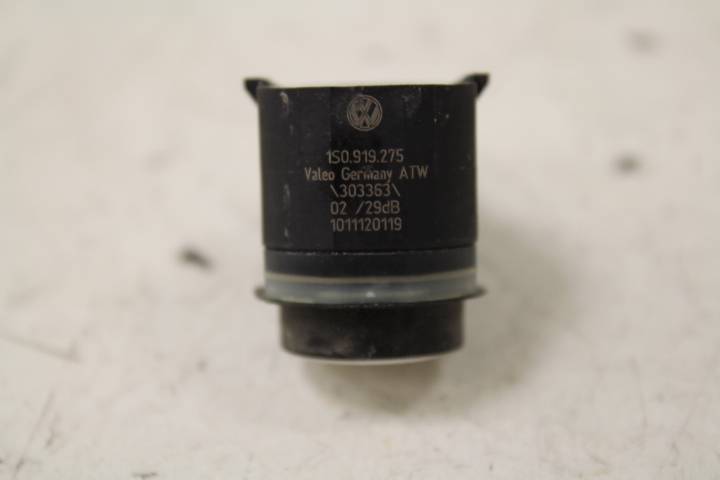 1S0.919.275
Valeo Germany ATW
\303363\
02 /29dB
1011120119